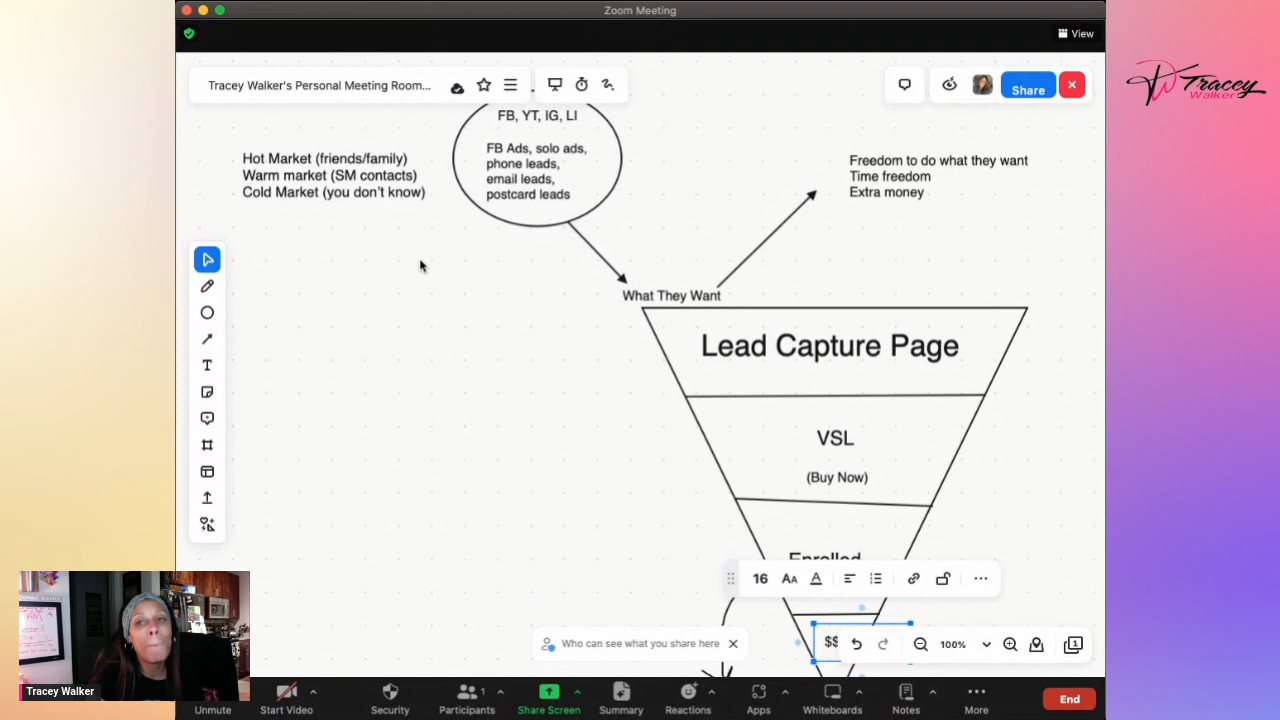 Zoom Meeting
View
Tracey Walker's Personal Meeting Room...
Share
Tracey
Walker
FB, YT, IG, LI
FB Ads, solo ads,
phone leads,
email leads,
postcard leads
Hot Market (friends/family)
Warm market (SM contacts)
Cold Market (you don't know)
Freedom to do what they want
Time freedom
Extra money
What They Want
Lead Capture Page
VSL
(Buy Now)
Enrolled
16
$$
100%
1
Who can see what you share here
Tracey Walker
Unmute
Start Video
Security
Participants
1
Share Screen
Summary
Reactions
Apps
Whiteboards
Notes
More
End